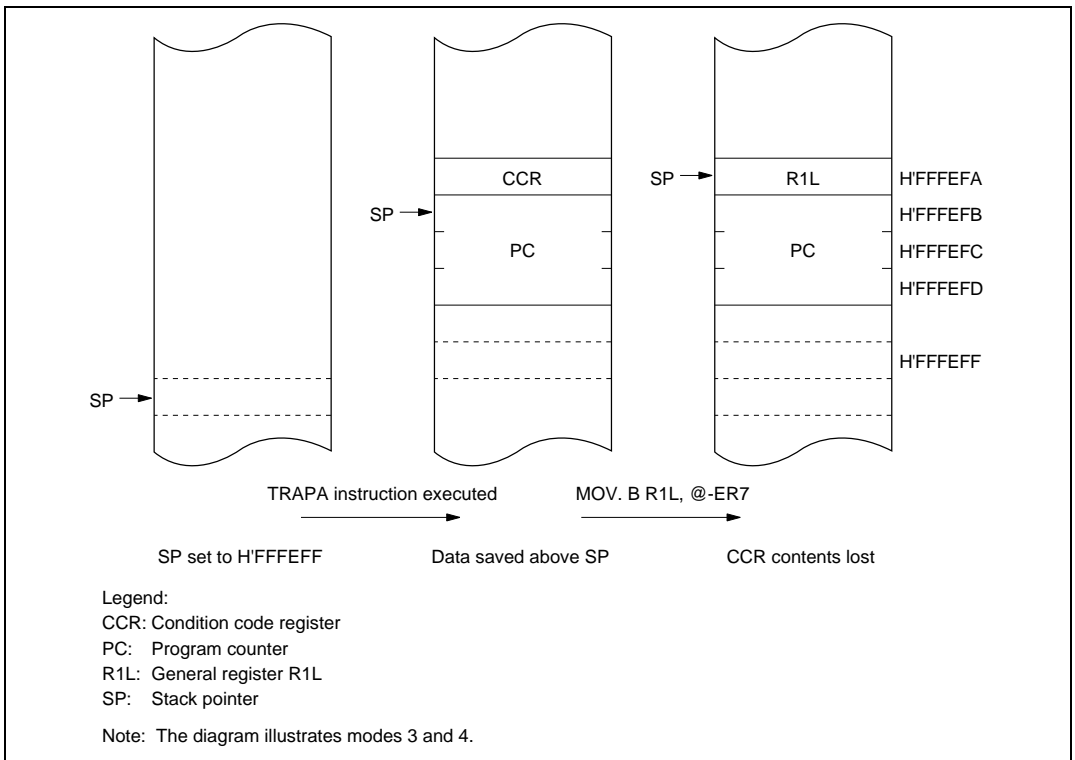 CCR
SP
R1L
H'FFFEFA
SP
H'FFFEFB
PC
PC
H'FFFEFC
H'FFFEFD
H'FFFEFF
SP
TRAPA instruction executed
MOV. B R1L, @-ER7
SP set to H'FFFEFF
Data saved above SP
CCR contents lost
Legend:
CCR: Condition code register
PC: Program counter
R1L: General register R1L
SP: Stack pointer
Note: The diagram illustrates modes 3 and 4.